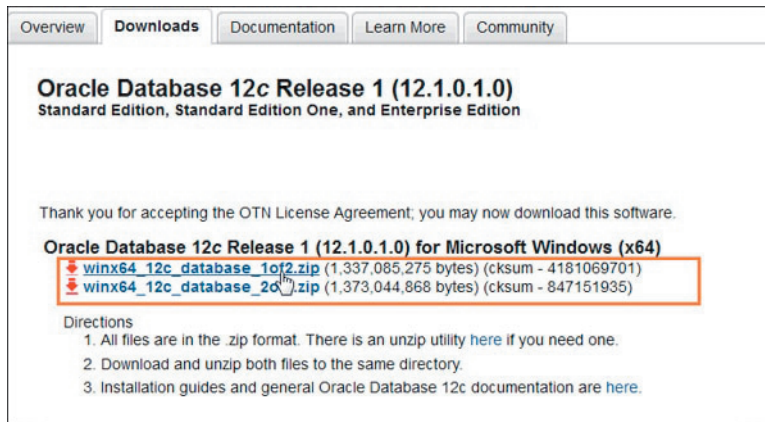 Overview Downloads Documentation Learn More Community
Oracle Database 12c Release 1 (12.1.0.1.0)
Standard Edition, Standard Edition One, and Enterprise Edition
Thank you for accepting the OTN License Agreement; you may now download this software.
Oracle Database 12c Release 1 (12.1.0.1.0) for Microsoft Windows (x64)
winx64_12c_database_1of2.zip (1,337,085,275 bytes) (cksum - 4181069701)
(1,373,044,868 bytes) (cksum - 847151935)
Directions
1. All files are in the .zip format. There is an unzip utility here if you need one.
2. Download and unzip both files to the same directory.
3. Installation guides and general Oracle Database 12c documentation are here.